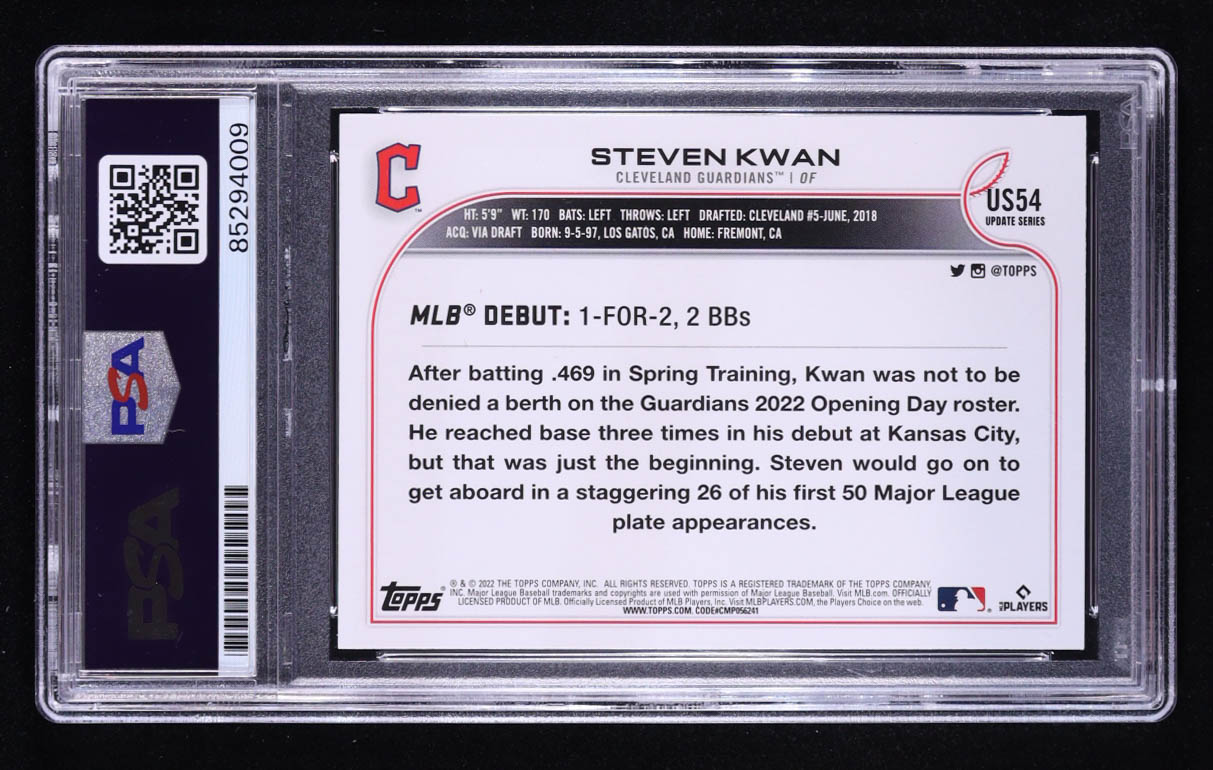 85294009
PSA
PSA
C™
STEVEN KWAN
CLEVELAND GUARDIANS™ | OF
US54
UPDATE SERIES
HT: 5'9" WT: 170 BATS: LEFT THROWS: LEFT DRAFTED: CLEVELAND #5-JUNE, 2018
ACQ: VIA DRAFT BORN: 9-5-97, LOS GATOS, CA HOME: FREMONT, CA
@TOPPS
MLB® DEBUT: 1-FOR-2, 2 BBs
After batting .469 in Spring Training, Kwan was not to be
denied a berth on the Guardians 2022 Opening Day roster.
He reached base three times in his debut at Kansas City,
but that was just the beginning. Steven would go on to
get aboard in a staggering 26 of his first 50 Major League
plate appearances.
Topps®
® & © 2022 THE TOPPS COMPANY, INC. ALL RIGHTS RESERVED. TOPPS IS A REGISTERED TRADEMARK OF THE TOPPS COMPANY,
INC. Major League Baseball trademarks and copyrights are used with permission of Major League Baseball. Visit MLB.com. OFFICIALLY
LICENSED PRODUCT OF MLB. Officially Licensed Product of MLB Players, Inc. Visit MLBPLAYERS.COM, the Players Choice on the web.
WWW.TOPPS.COM. CODE#CMP056241
MLB PLAYERS